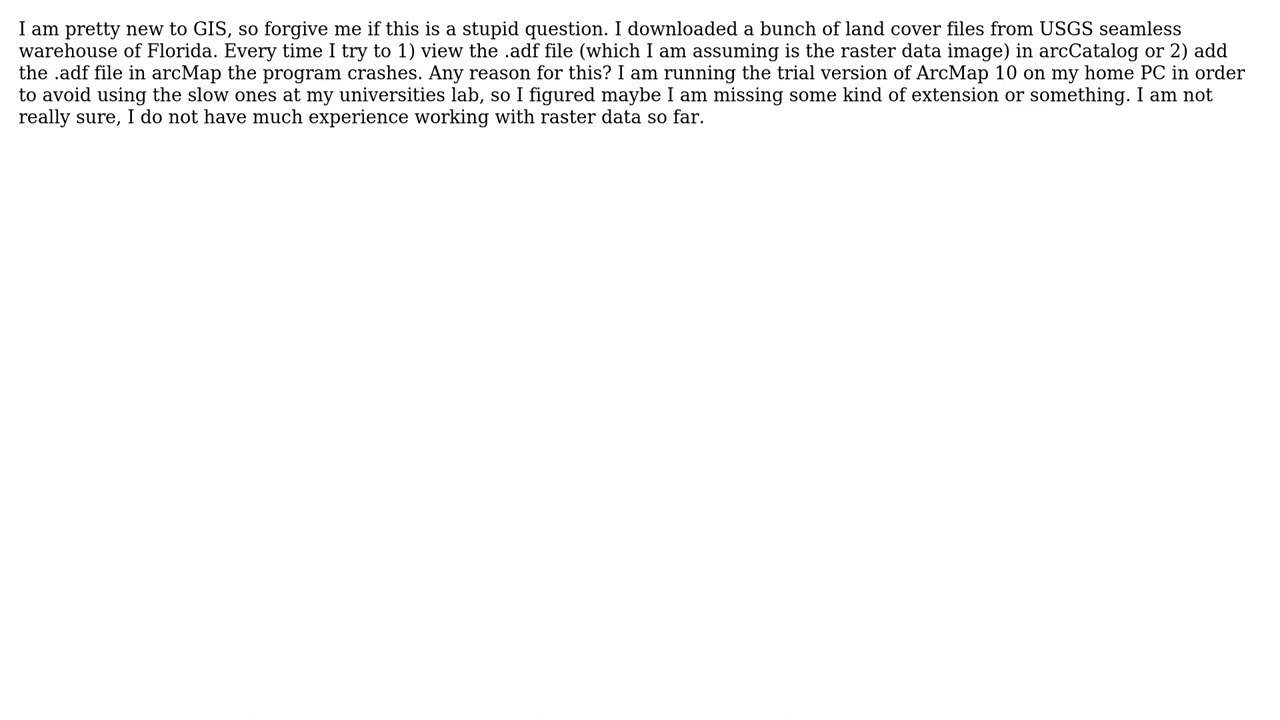 I am pretty new to GIS, so forgive me if this is a stupid question. I downloaded a bunch of land cover files from USGS seamless
warehouse of Florida. Every time I try to 1) view the .adf file (which I am assuming is the raster data image) in arcCatalog or 2) add
the .adf file in arcMap the program crashes. Any reason for this? I am running the trial version of ArcMap 10 on my home PC in order
to avoid using the slow ones at my universities lab, so I figured maybe I am missing some kind of extension or something. I am not
really sure, I do not have much experience working with raster data so far.